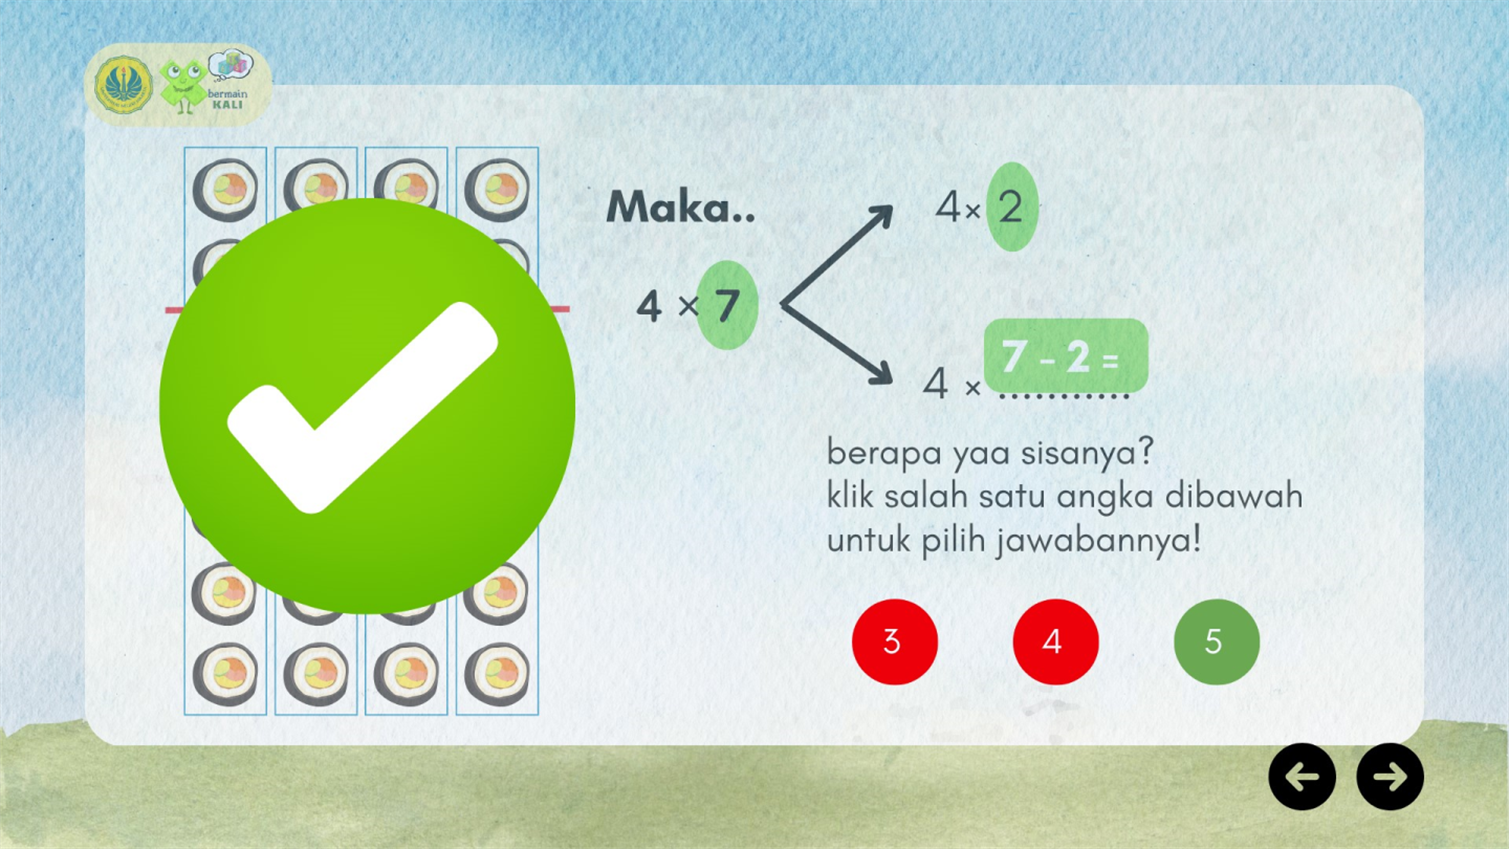 bermain
KALI
Maka..
4 × 7
4 × 2
4 × 7 - 2 =
...........
berapa yaa sisanya?
klik salah satu angka dibawah
untuk pilih jawabannya!
3
4
5